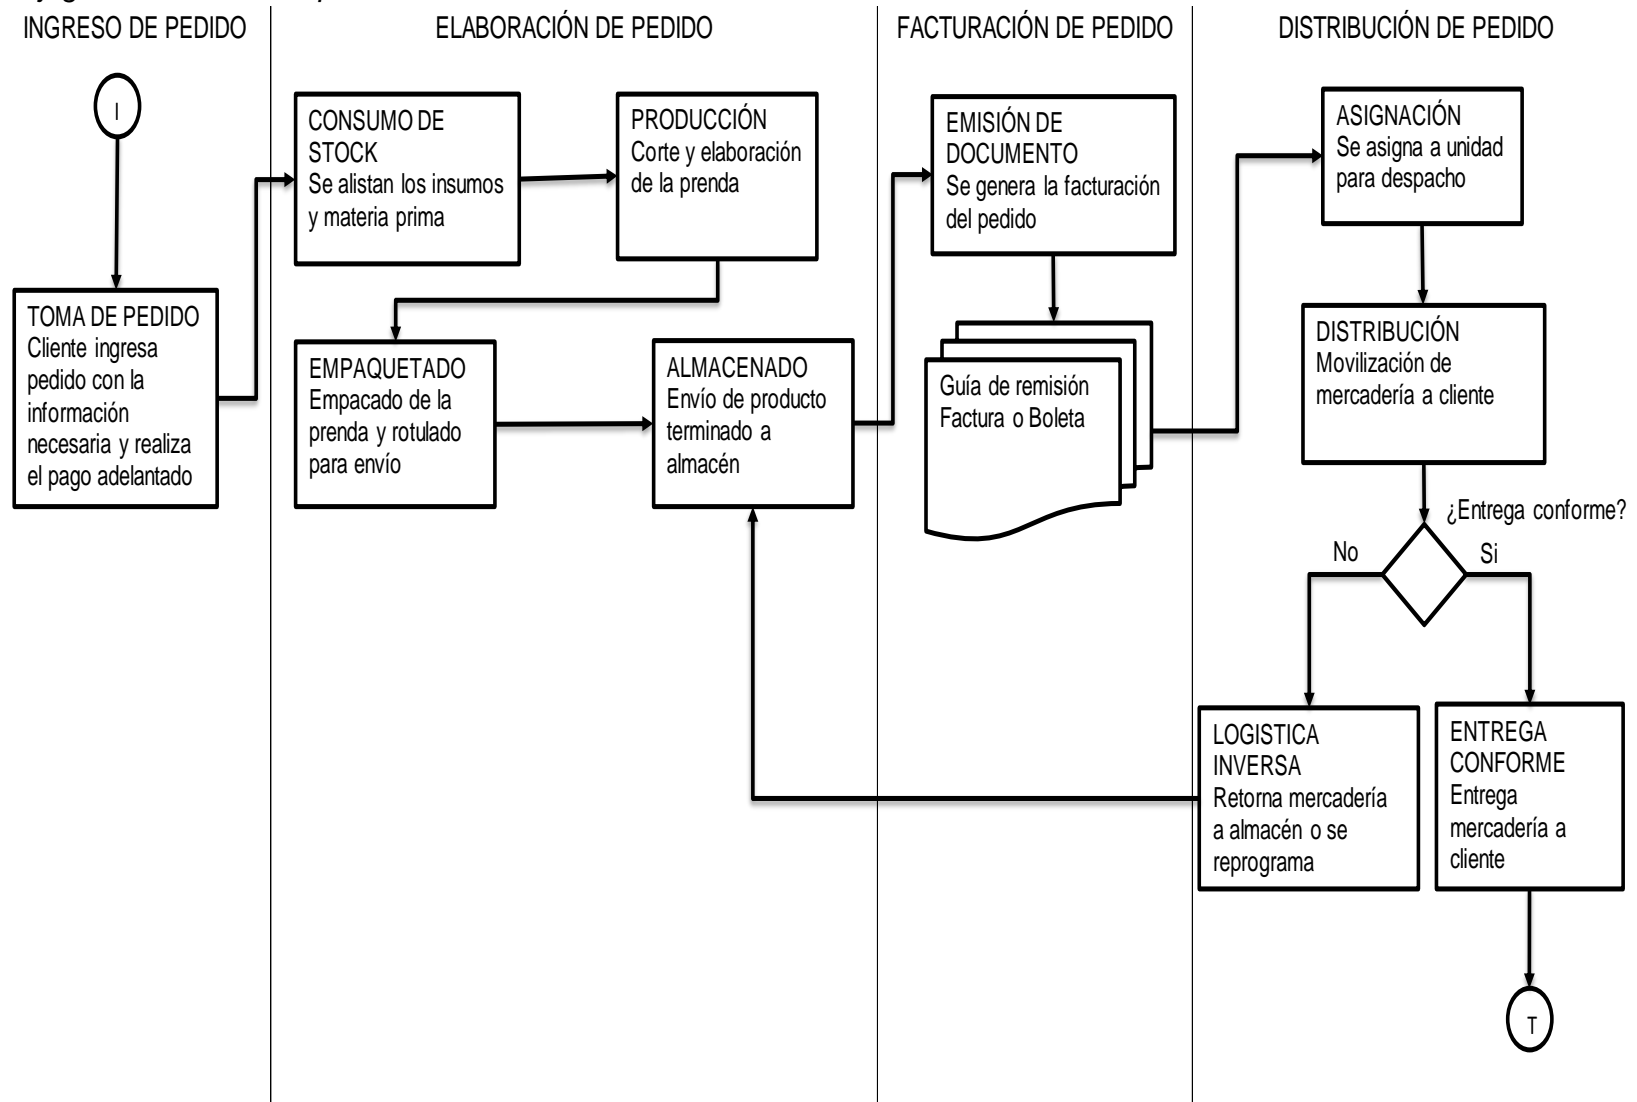 INGRESO DE PEDIDO
ELABORACIÓN DE PEDIDO
FACTURACIÓN DE PEDIDO
DISTRIBUCIÓN DE PEDIDO
I
TOMA DE PEDIDO
Cliente ingresa
pedido con la
información
necesaria y realiza
el pago adelantado
CONSUMO DE
STOCK
Se alistan los insumos
y materia prima
PRODUCCIÓN
Corte y elaboración
de la prenda
EMPAQUETADO
Empacado de la
prenda y rotulado
para envío
ALMACENADO
Envío de producto
terminado a
almacén
EMISIÓN DE
DOCUMENTO
Se genera la facturación
del pedido
Guía de remisión
Factura o Boleta
ASIGNACIÓN
Se asigna a unidad
para despacho
DISTRIBUCIÓN
Movilización de
mercadería a cliente
¿Entrega conforme?
No
Si
LOGISTICA
INVERSA
Retorna mercadería
a almacén o se
reprograma
ENTREGA
CONFORME
Entrega
mercadería a
cliente
T